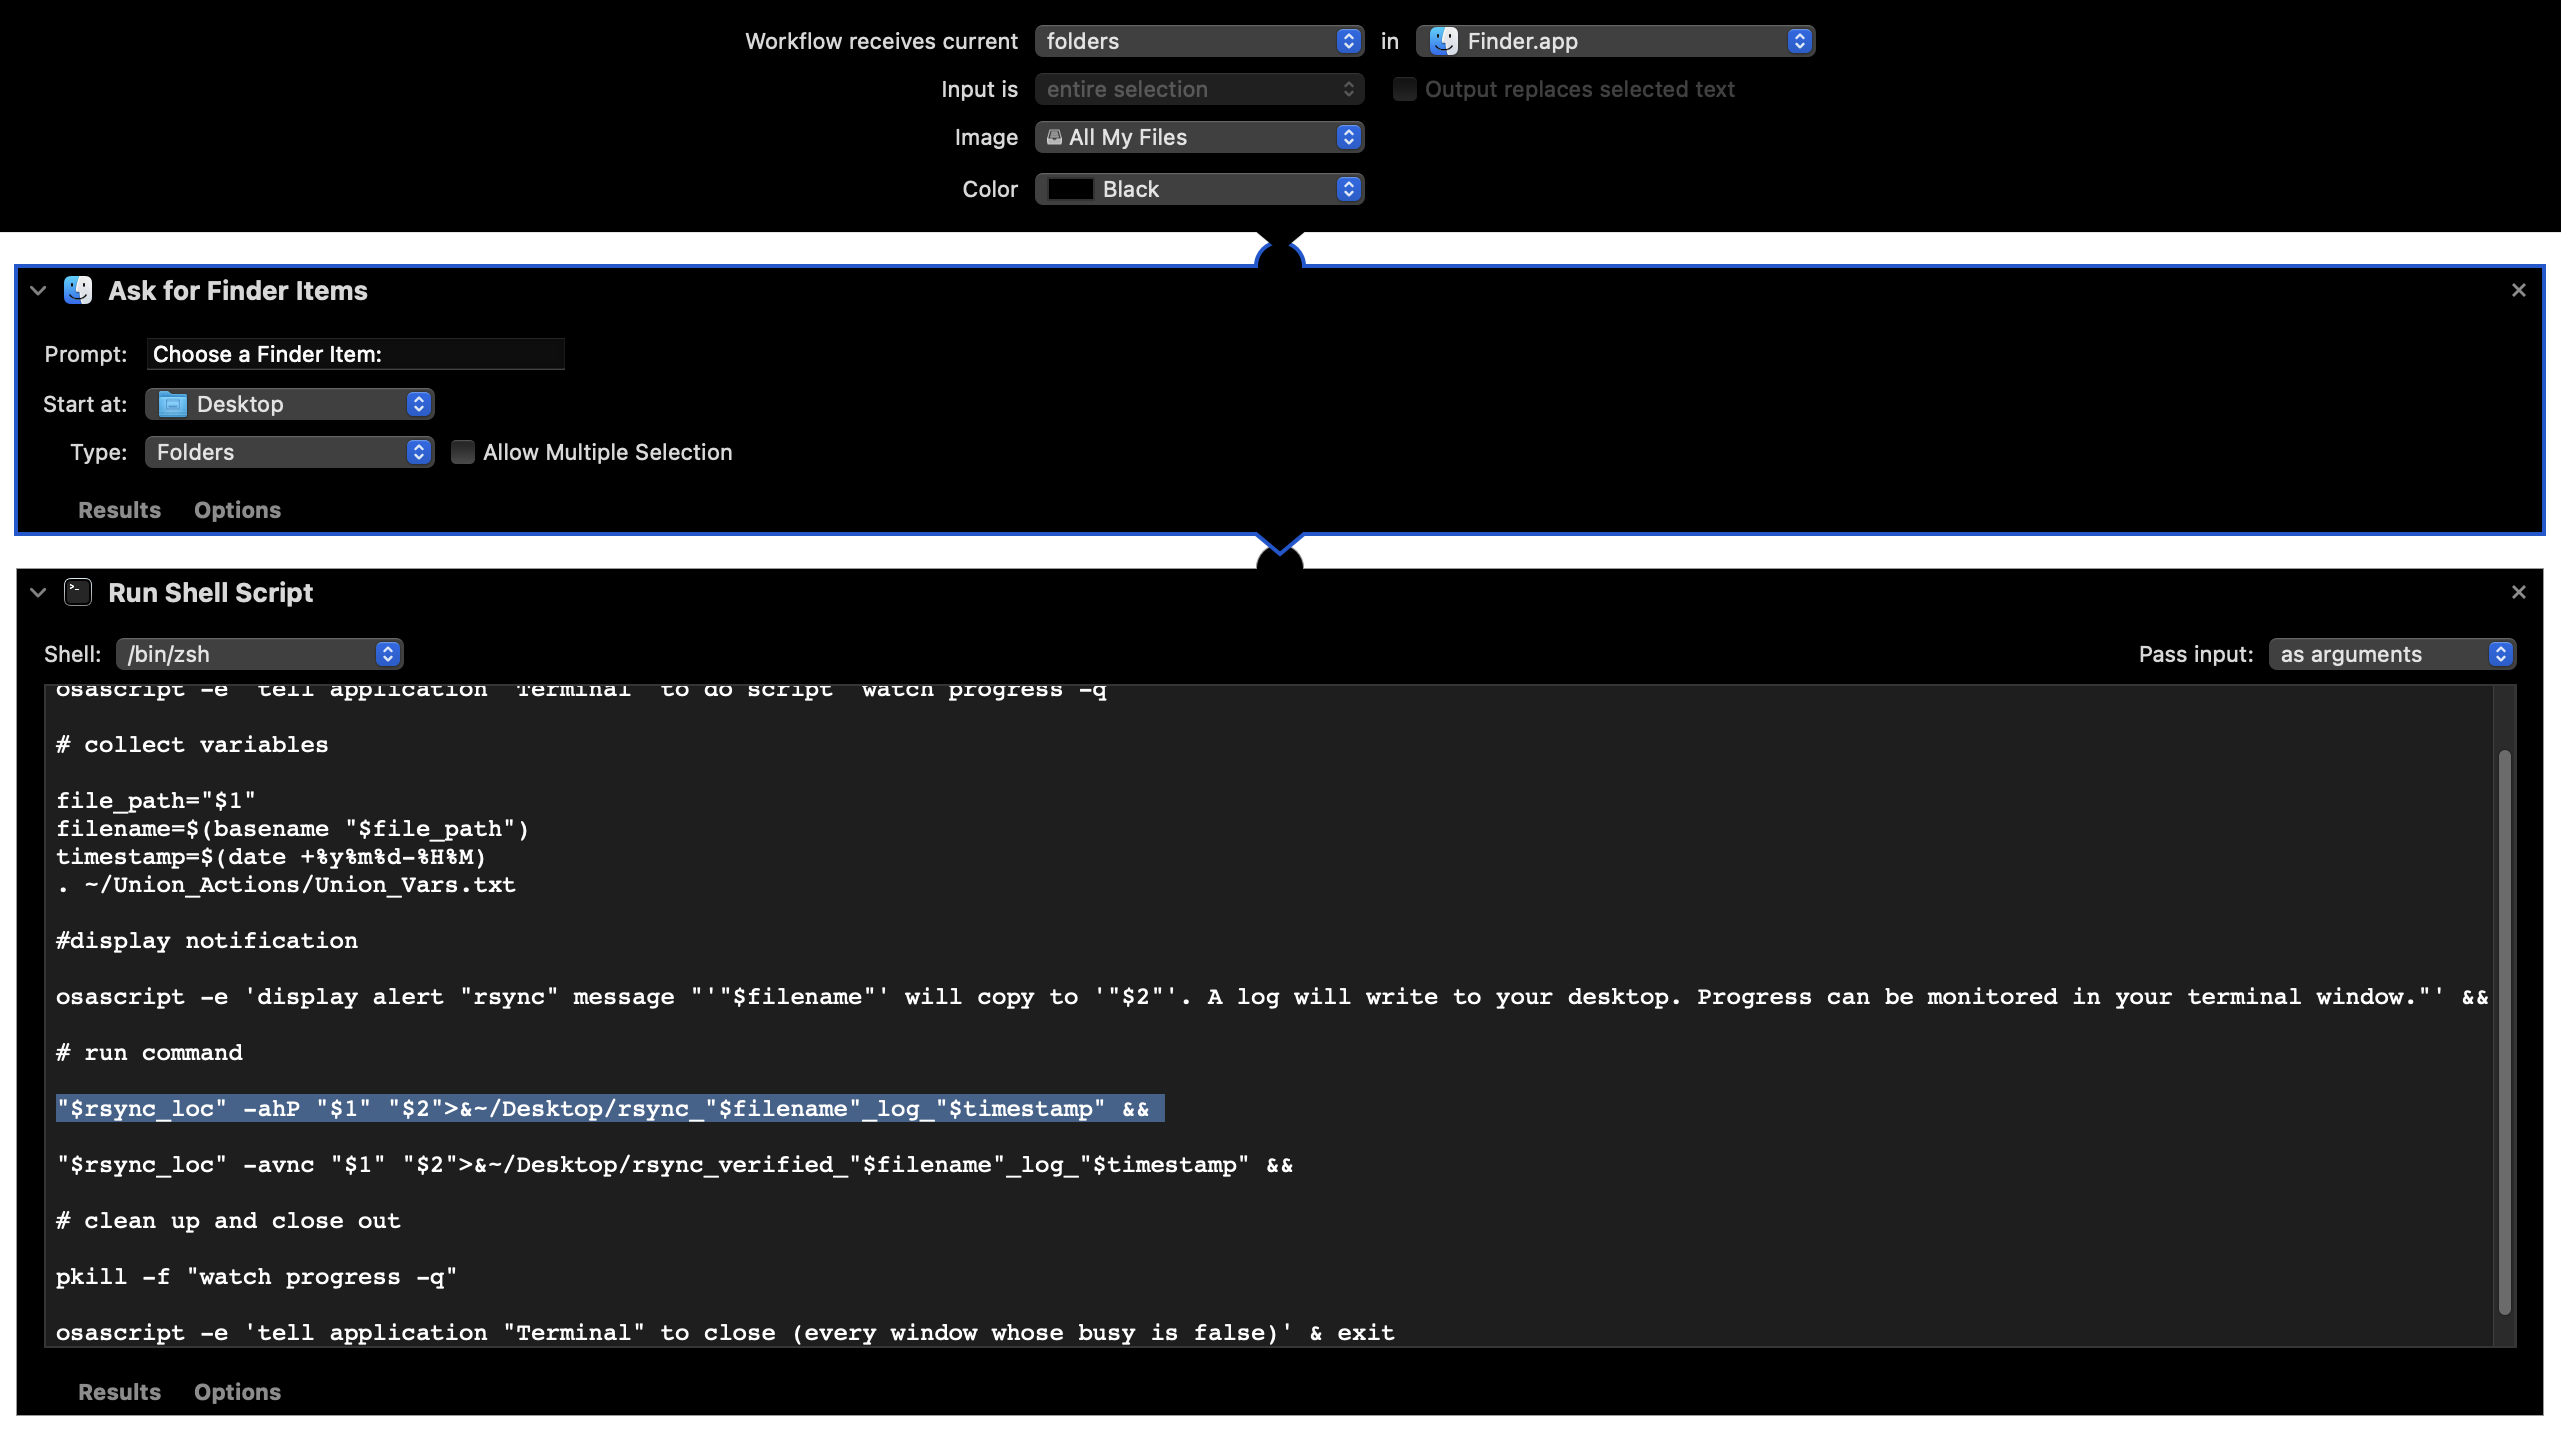 Workflow receives current folders in Finder.app
Input is entire selection Output replaces selected text
Image All My Files
Color Black
Ask for Finder Items
Prompt: Choose a Finder Item:
Start at: Desktop
Type: Folders Allow Multiple Selection
Results Options
Run Shell Script
Shell: /bin/zsh Pass input: as arguments
osascript -e 'tell application "Terminal" to do script "watch progress -q"
# collect variables
file_path="$1"
filename=$(basename "$file_path")
timestamp=$(date +%y%m%d-%H%M)
. ~/Union_Actions/Union_Vars.txt
#display notification
osascript -e 'display alert "rsync" message "'"$filename"' will copy to '"$2"'. A log will write to your desktop. Progress can be monitored in your terminal window."' &&
# run command
"$rsync_loc" -ahP "$1" "$2">&~/Desktop/rsync_"$filename"_log_"$timestamp" &&
"$rsync_loc" -avnc "$1" "$2">&~/Desktop/rsync_verified_"$filename"_log_"$timestamp" &&
# clean up and close out
pkill -f "watch progress -q"
osascript -e 'tell application "Terminal" to close (every window whose busy is false)' & exit
Results Options